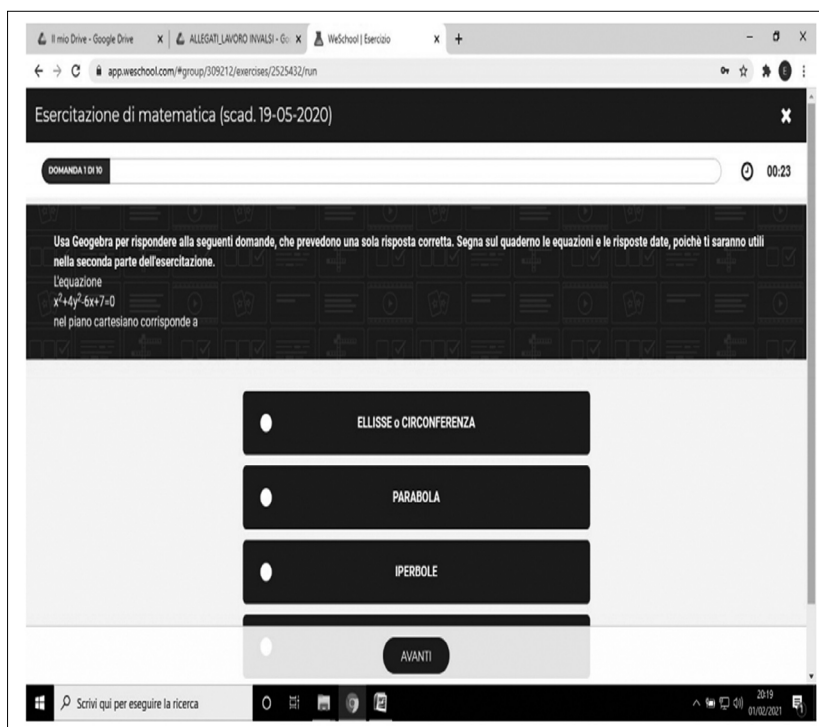 Il mio Drive - Google Drive x ALLEGATI_LAVORO INVALSI - Go x WeSchool | Esercizio x +
app.weschool.com/#group/309212/exercises/2525432/run E
Esercitazione di matematica (scad. 19-05-2020)
DOMANDA 1 DI 10 00:23
Usa Geogebra per rispondere alla seguenti domande, che prevedono una sola risposta corretta. Segna sul quaderno le equazioni e le risposte date, poichè ti saranno utili
nella seconda parte dell'esercitazione.
L'equazione
x²+4y²-6x+7=0
nel piano cartesiano corrisponde a
ELLISSE o CIRCONFERENZA
PARABOLA
IPERBOLE
AVANTI
Scrivi qui per eseguire la ricerca 20:19
01/02/2021